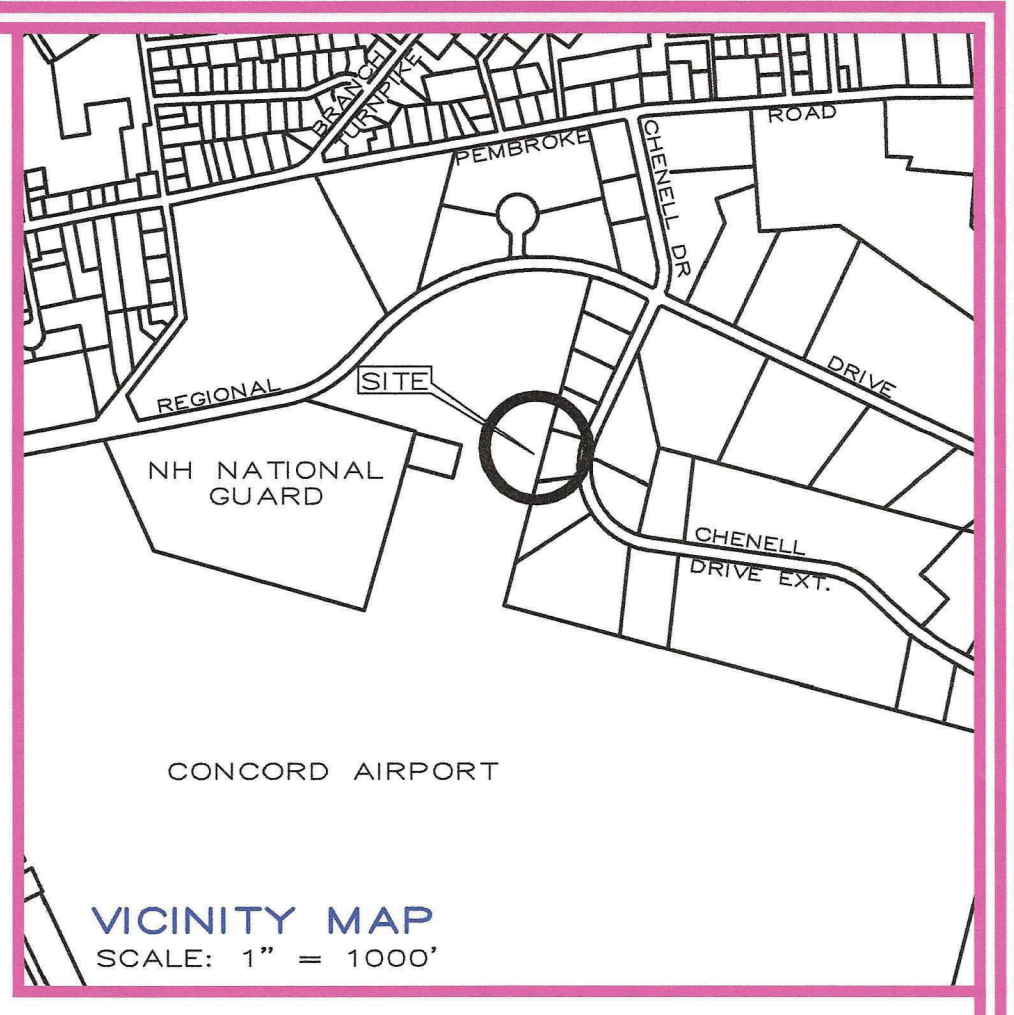 BRANCH
TURNPIKE
PEMBROKE
ROAD
CHENELL DR
REGIONAL
SITE
DRIVE
NH NATIONAL
GUARD
CHENELL
DRIVE EXT.
CONCORD AIRPORT
VICINITY MAP
SCALE: 1" = 1000'